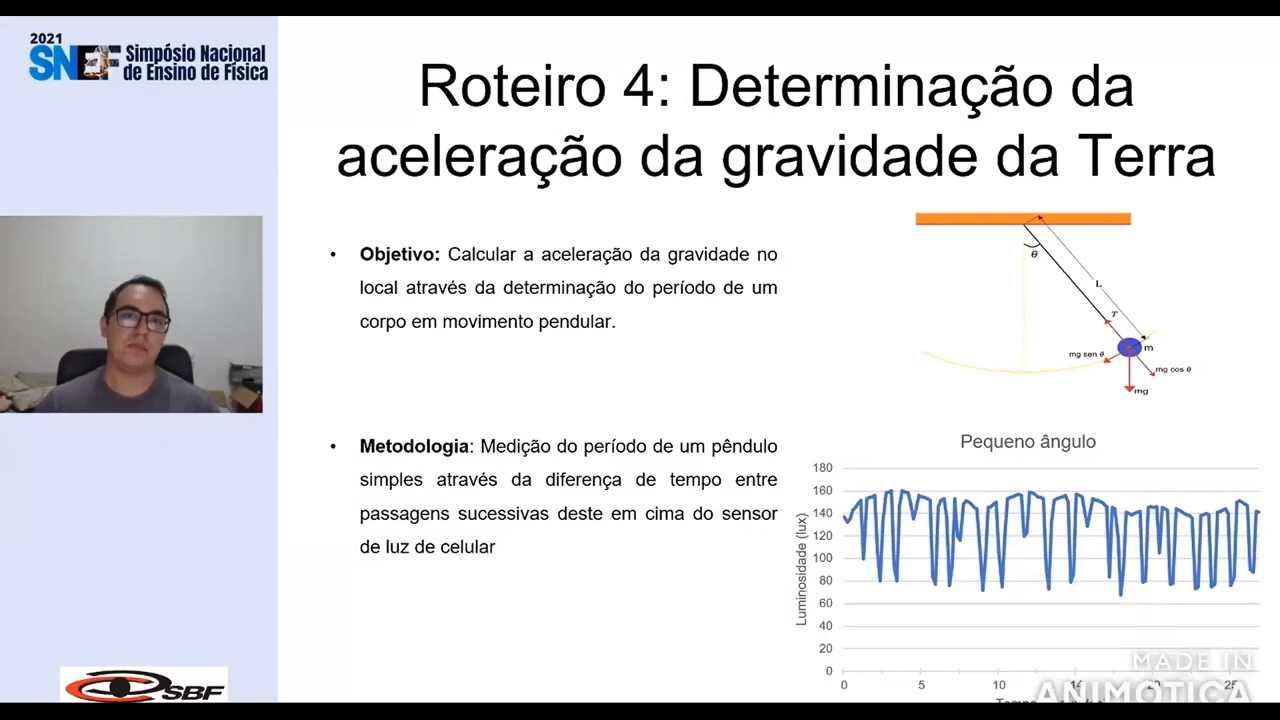 2021
SNEF Simpósio Nacional
de Ensino de Física
Roteiro 4: Determinação da
aceleração da gravidade da Terra
• Objetivo: Calcular a aceleração da gravidade no
local através da determinação do período de um
corpo em movimento pendular.
θ
L
T
m
mg sen θ
mg cos θ
mg
• Metodologia: Medição do período de um pêndulo
simples através da diferença de tempo entre
passagens sucessivas deste em cima do sensor
de luz de celular
Pequeno ângulo
Luminosidade (lux)
180
160
140
120
100
80
60
40
20
0
0 5 10 15 20 25
SBF
MADE IN
ANIMOTICA